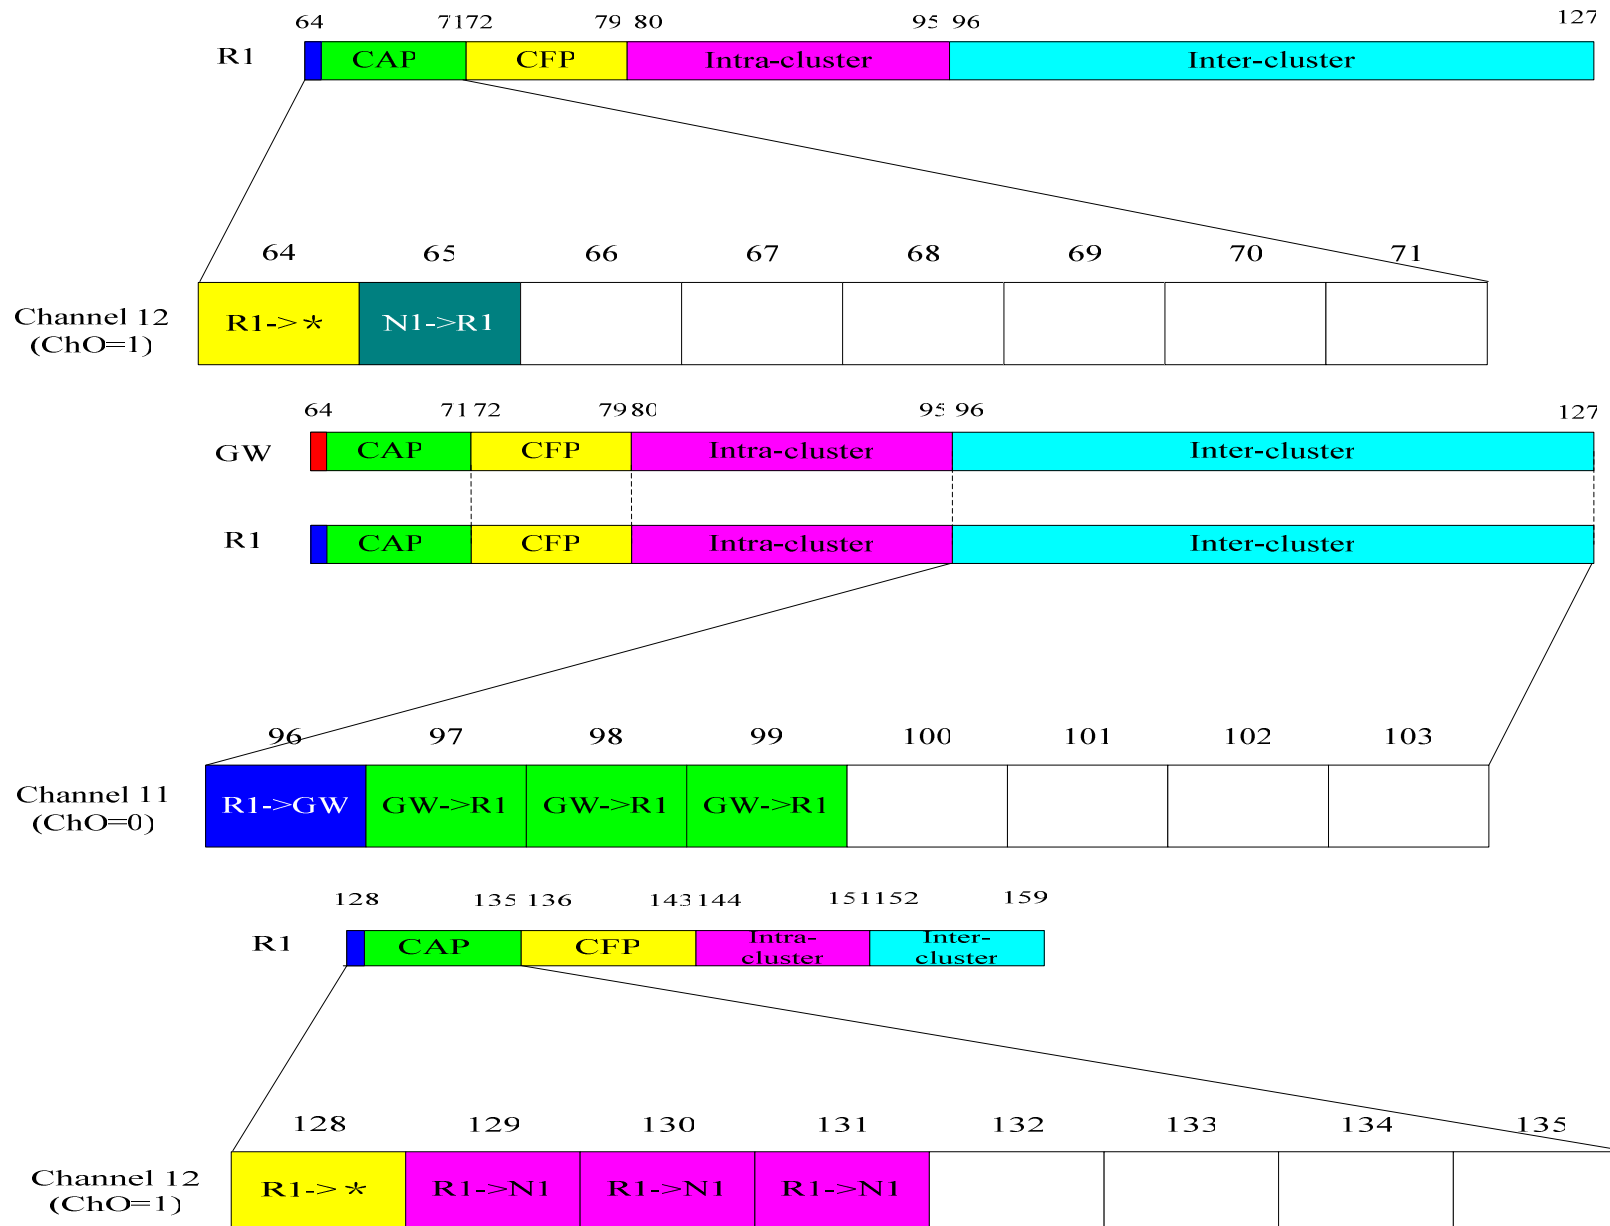 64 71 72 79 80 95 96 127
R1 CAP CFP Intra-cluster Inter-cluster
64 65 66 67 68 69 70 71
Channel 12
(ChO=1)
R1->* N1->R1
64 71 72 79 80 95 96 127
GW CAP CFP Intra-cluster Inter-cluster
R1 CAP CFP Intra-cluster Inter-cluster
96 97 98 99 100 101 102 103
Channel 11
(ChO=0)
R1->GW GW->R1 GW->R1 GW->R1
128 135 136 143 144 151 152 159
R1 CAP CFP
Intra-
cluster
Inter-
cluster
128 129 130 131 132 133 134 135
Channel 12
(ChO=1)
R1->* R1->N1 R1->N1 R1->N1